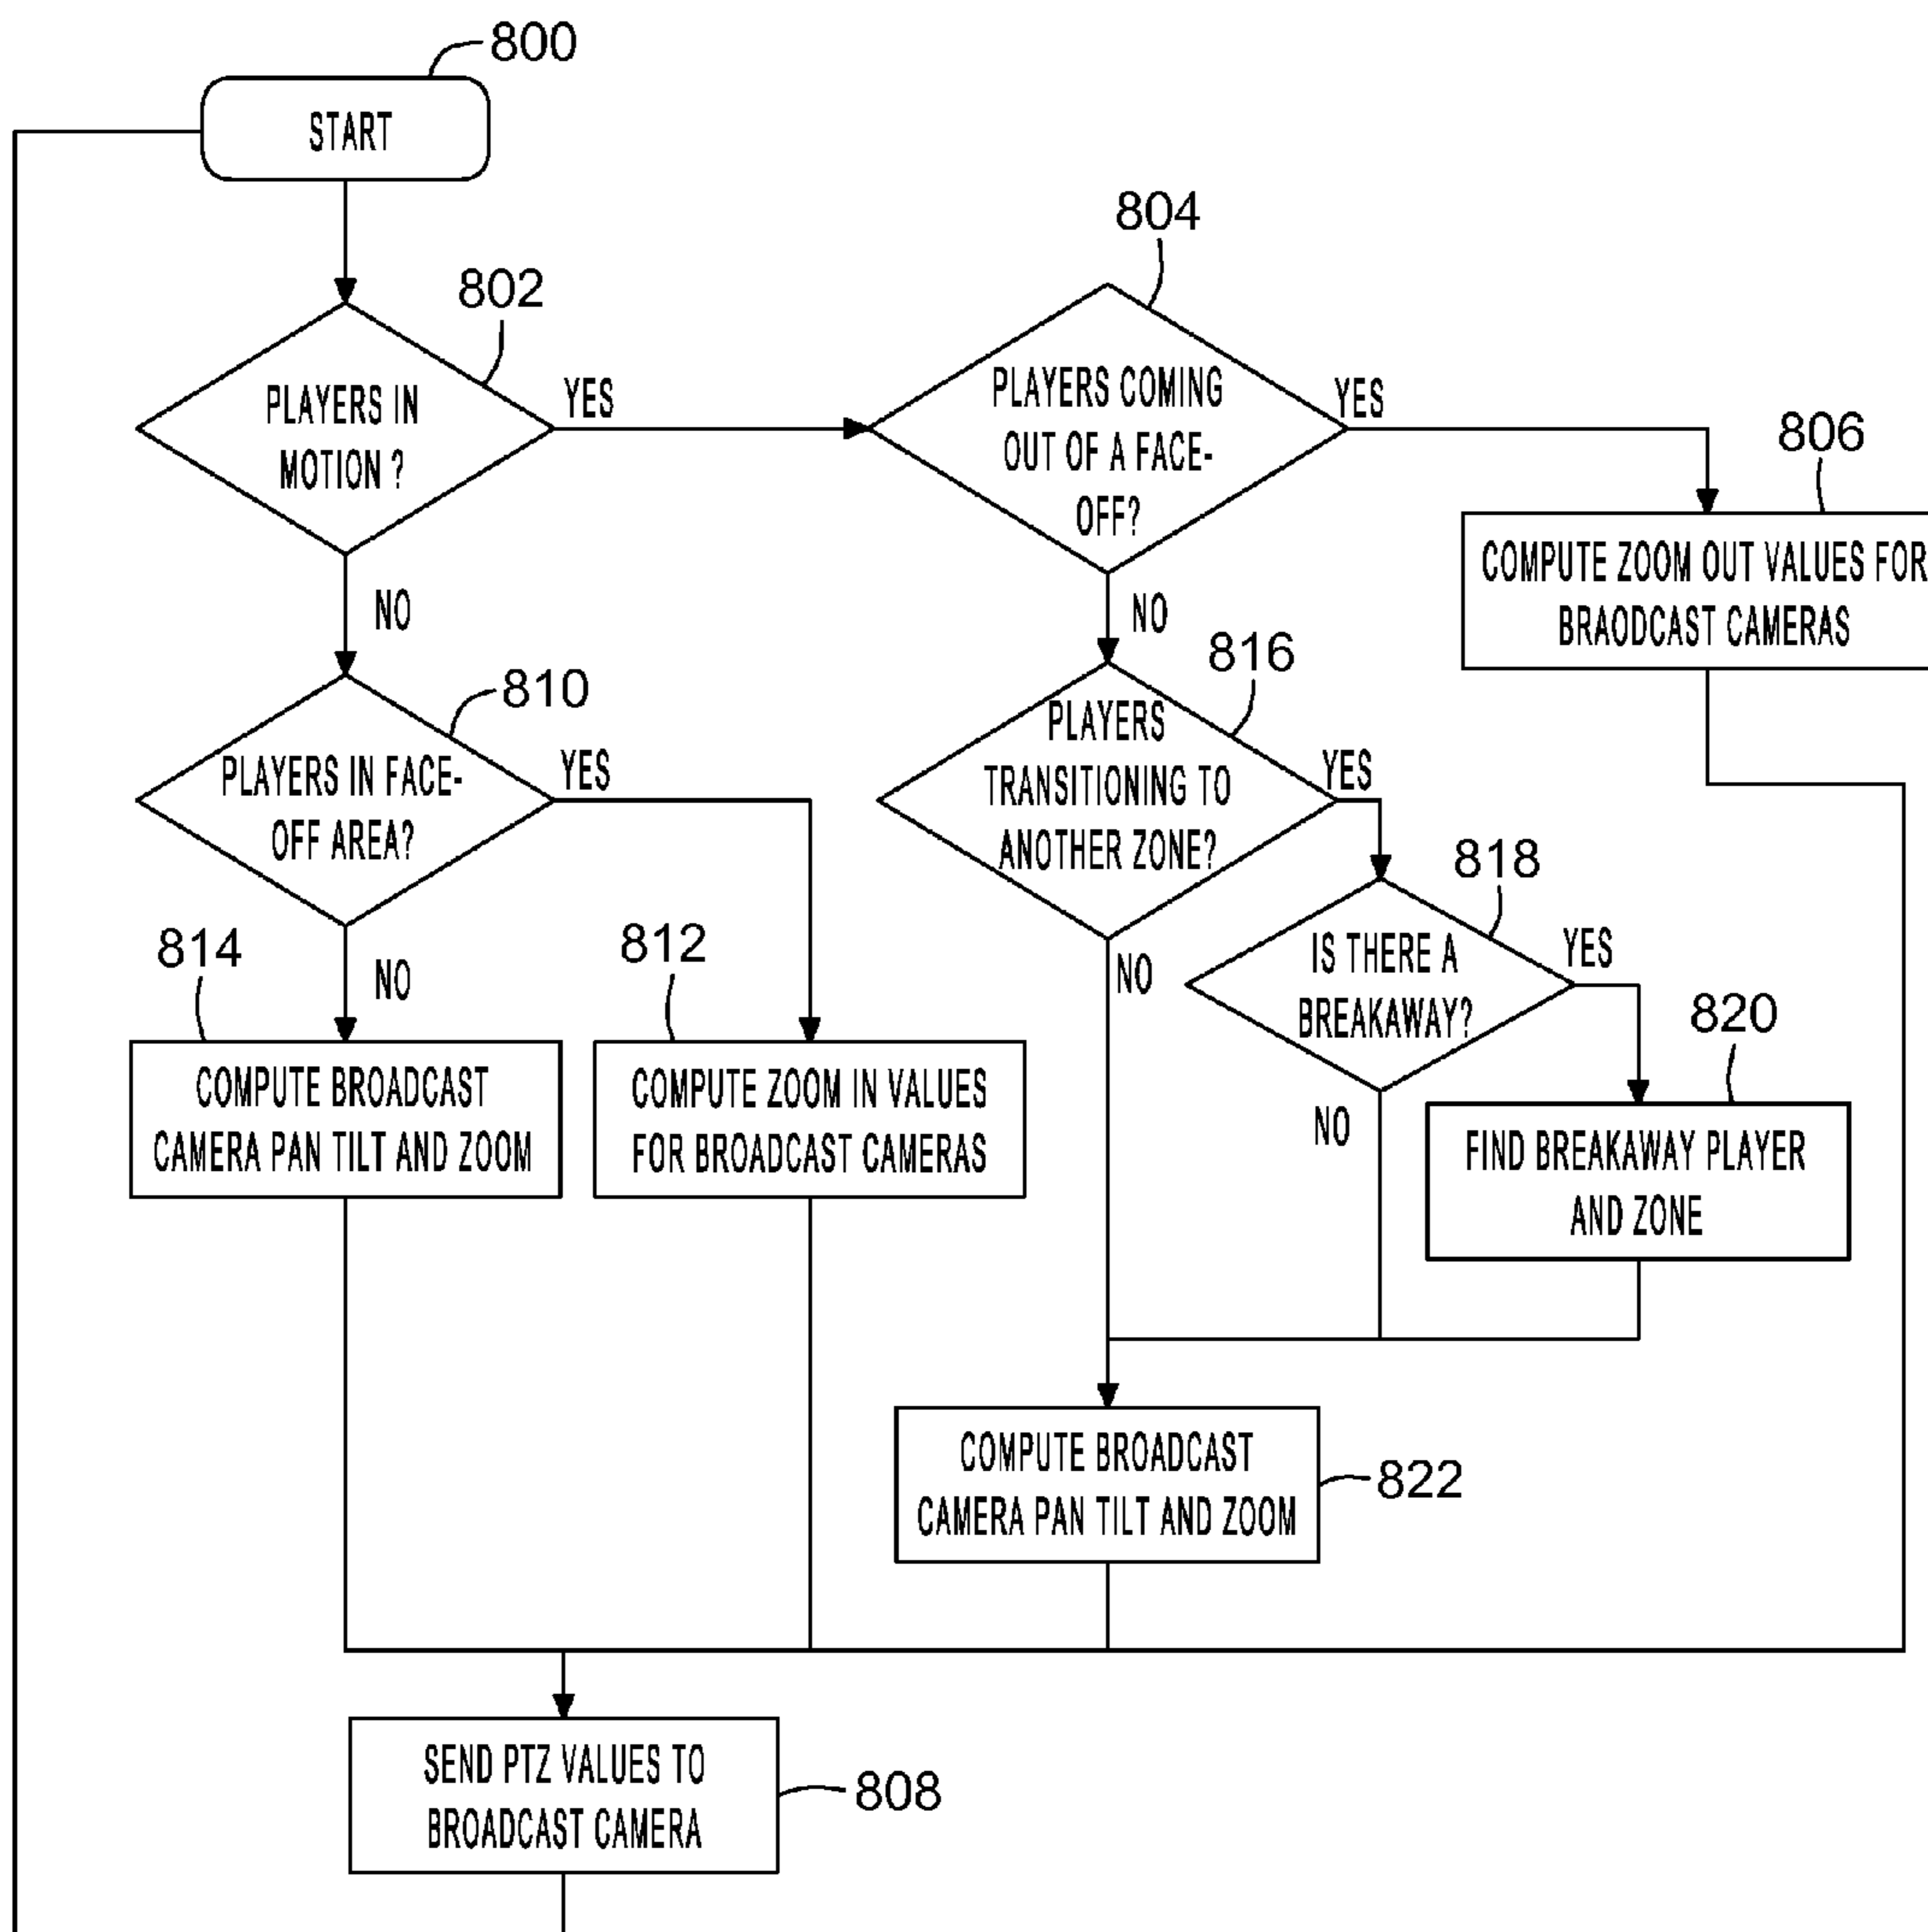 800
START
804
802
PLAYERS IN
MOTION ?
YES
PLAYERS COMING
OUT OF A FACE-
OFF?
YES
806
COMPUTE ZOOM OUT VALUES FOR
BRAODCAST CAMERAS
NO
NO
810
816
PLAYERS IN FACE-
OFF AREA?
YES
PLAYERS
TRANSITIONING TO
ANOTHER ZONE?
YES
818
814
NO
812
NO
IS THERE A
BREAKAWAY?
YES
820
COMPUTE BROADCAST
CAMERA PAN TILT AND ZOOM
COMPUTE ZOOM IN VALUES
FOR BROADCAST CAMERAS
NO
FIND BREAKAWAY PLAYER
AND ZONE
COMPUTE BROADCAST
CAMERA PAN TILT AND ZOOM
822
SEND PTZ VALUES TO
BROADCAST CAMERA
808